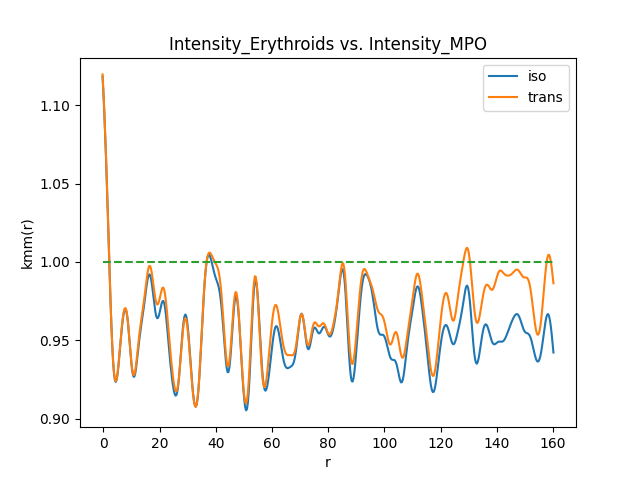 Intensity_Erythroids vs. Intensity_MPO
iso
trans
1.10
1.05
1.00
0.95
0.90
kmm(r)
0 20 40 60 80 100 120 140 160
r